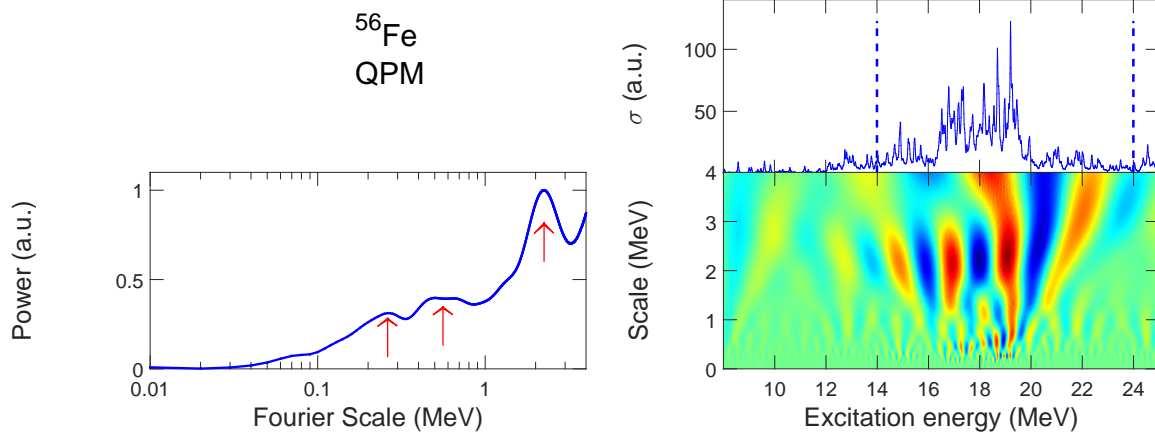 ⁵⁶Fe
QPM
Power (a.u.)
1
0.5
0
0.01
0.1
1
Fourier Scale (MeV)
σ (a.u.)
100
50
4
3
2
1
0
Scale (MeV)
10 12 14 16 18 20 22 24
Excitation energy (MeV)